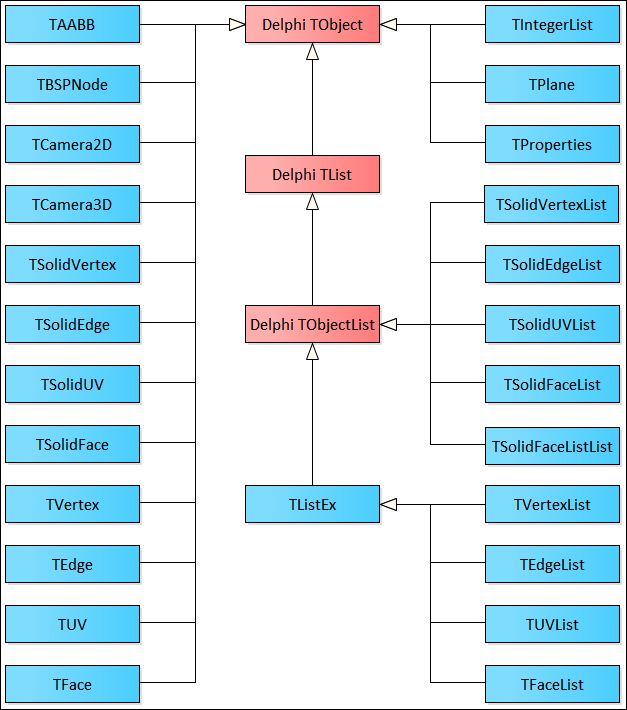 TAABB
Delphi TObject
TIntegerList
TBSPNode
TPlane
TCamera2D
TProperties
Delphi TList
TCamera3D
TSolidVertexList
TSolidVertex
TSolidEdgeList
TSolidEdge
Delphi TObjectList
TSolidUVList
TSolidUV
TSolidFaceList
TSolidFace
TSolidFaceListList
TVertex
TListEx
TVertexList
TEdge
TEdgeList
TUV
TUVList
TFace
TFaceList